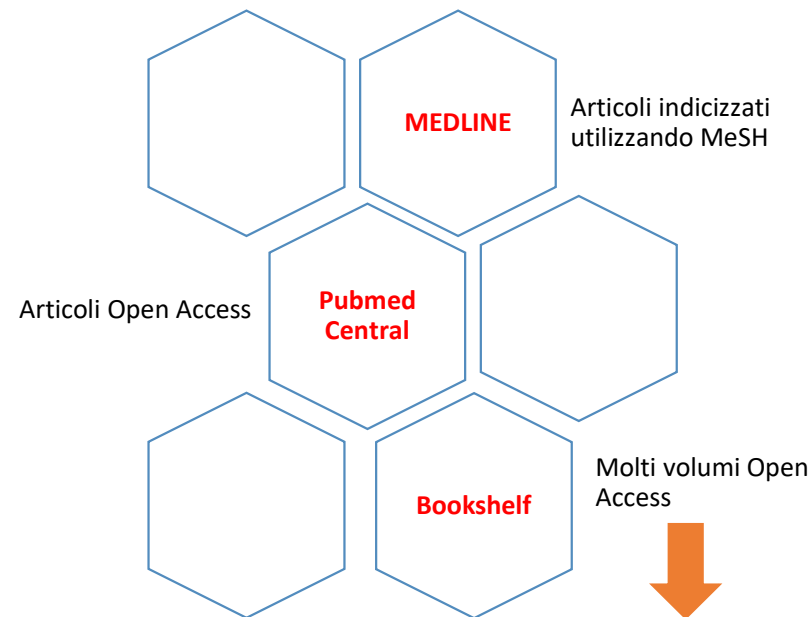 MEDLINE
Articoli indicizzati
utilizzando MeSH
Articoli Open Access
Pubmed
Central
Molti volumi Open
Access
Bookshelf